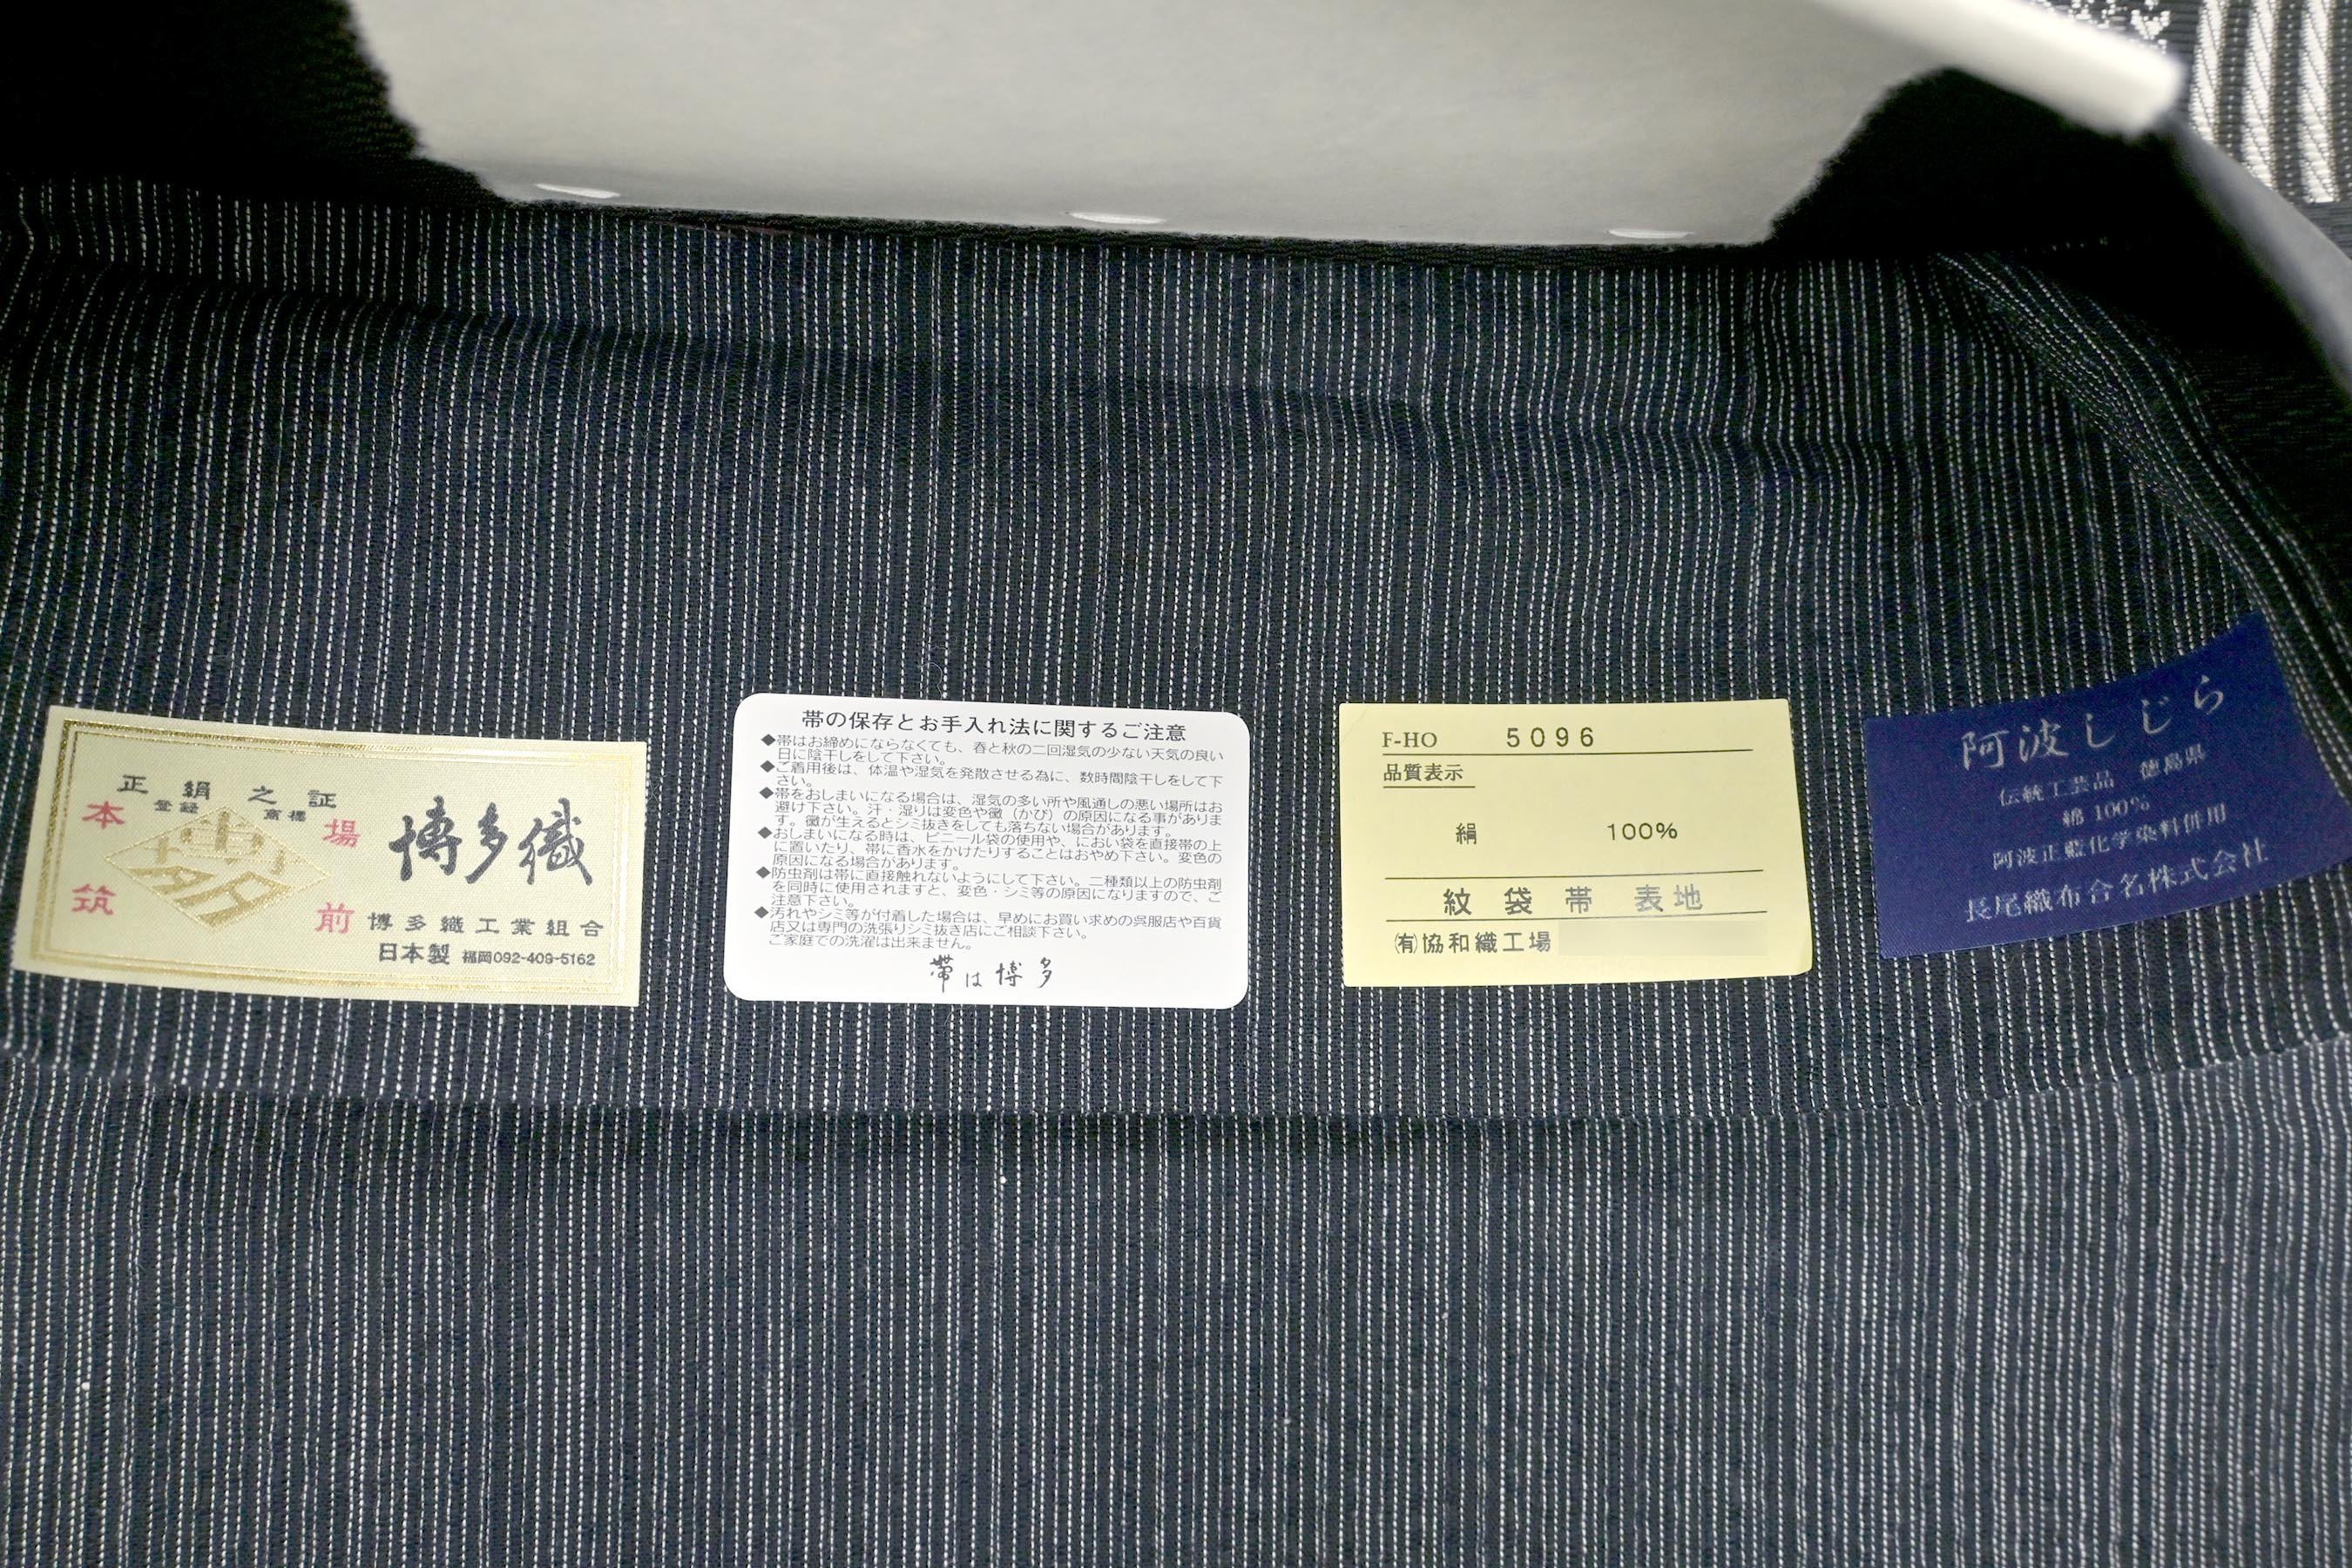 正絹之証
登録 商標
本場
筑前
博多織
博多織工業組合
日本製 福岡092-409-5162
帯の保存とお手入れ法に関するご注意
◆帯はお締めにならなくても、春と秋の二回湿気の少ない天気の良い
日に陰干しをして下さい。
◆ご着用後は、体温や湿気を発散させる為に、数時間陰干しをして下
さい。
◆帯をおしまいになる場合は、湿気の多い所や風通しの悪い場所はお
避け下さい。汗・湿りは変色や黴（かび）の原因になる事がありま
す。黴が生えるとシミ抜きをしても落ちない場合があります。
◆おしまいになる時は、ビニール袋の使用や、におい袋を直接帯の上
に置いたり、帯に香水をかけたりすることはおやめ下さい。変色の
原因になる場合があります。
◆防虫剤は帯に直接触れないようにして下さい。二種類以上の防虫剤
を同時に使用されますと、変色・シミ等の原因になりますので、ご
注意下さい。
◆汚れやシミ等が付着した場合は、早めにお買い求めの呉服店や百貨
店又は専門の洗張りシミ抜き店にご相談下さい。
ご家庭での洗濯は出来ません。
帯は博多
F-HO 5096
品質表示
絹 100%
紋袋帯 表地
㈲協和織工場
阿波しじら
伝統工芸品 徳島県
綿 100%
阿波正藍化学染料併用
長尾織布合名株式会社